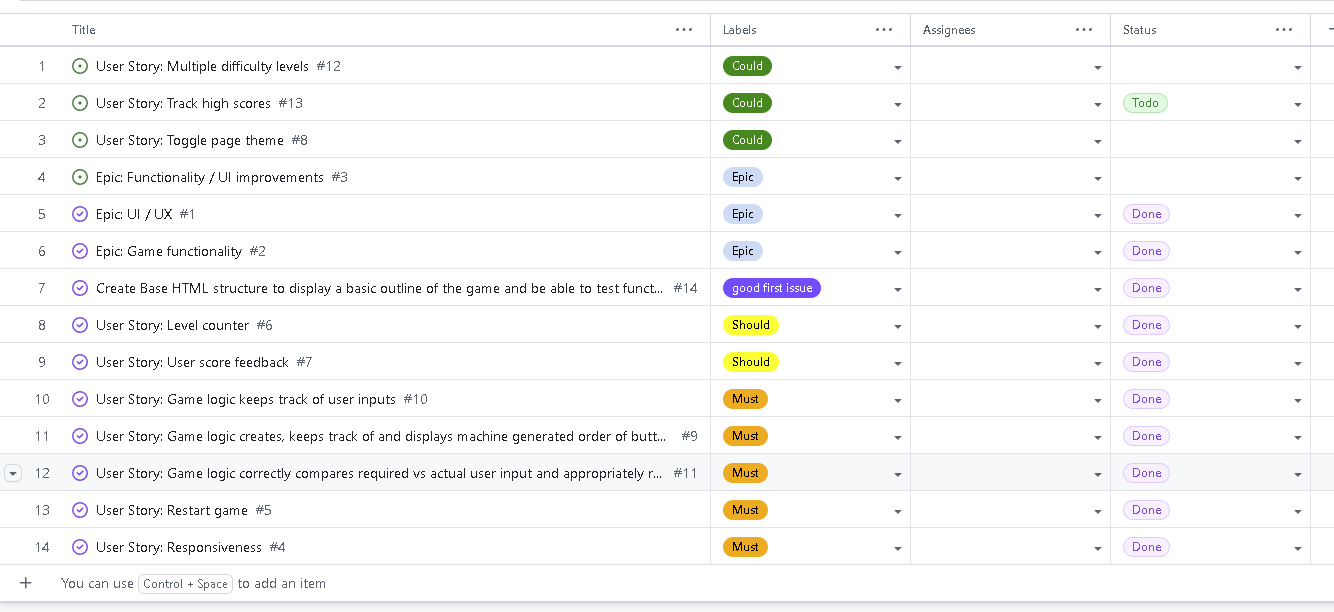 Title Labels Assignees Status
1 User Story: Multiple difficulty levels #12 Could
2 User Story: Track high scores #13 Could Todo
3 User Story: Toggle page theme #8 Could
4 Epic: Functionality / UI improvements #3 Epic
5 Epic: UI / UX #1 Epic Done
6 Epic: Game functionality #2 Epic Done
7 Create Base HTML structure to display a basic outline of the game and be able to test funct... #14 good first issue Done
8 User Story: Level counter #6 Should Done
9 User Story: User score feedback #7 Should Done
10 User Story: Game logic keeps track of user inputs #10 Must Done
11 User Story: Game logic creates, keeps track of and displays machine generated order of butt... #9 Must Done
12 User Story: Game logic correctly compares required vs actual user input and appropriately r... #11 Must Done
13 User Story: Restart game #5 Must Done
14 User Story: Responsiveness #4 Must Done
+ You can use Control + Space to add an item